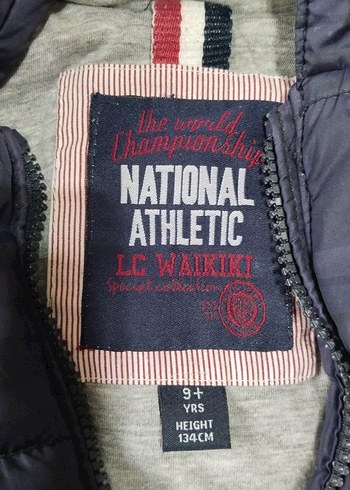 the world
Championship
NATIONAL
ATHLETIC
LC WAIKIKI
Special collection
9+
YRS
HEIGHT
134CM